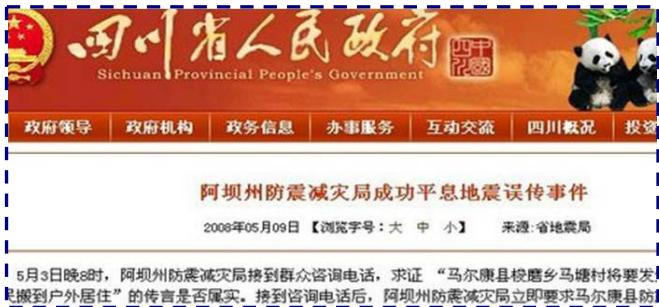 四川省人民政府
Sichuan Provincial People's Government
政府领导 政府机构 政务信息 办事服务 互动交流 四川概况 投资
阿坝州防震减灾局成功平息地震误传事件
2008年05月09日 【浏览字号：大 中 小】 来源：省地震局
5月3日晚8时，阿坝州防震减灾局接到群众咨询电话，求证 “马尔康县梭磨乡马塘村将要发
民搬到户外居住”的传言是否属实。接到咨询电话后，阿坝州防震减灾局立即要求马尔康县防